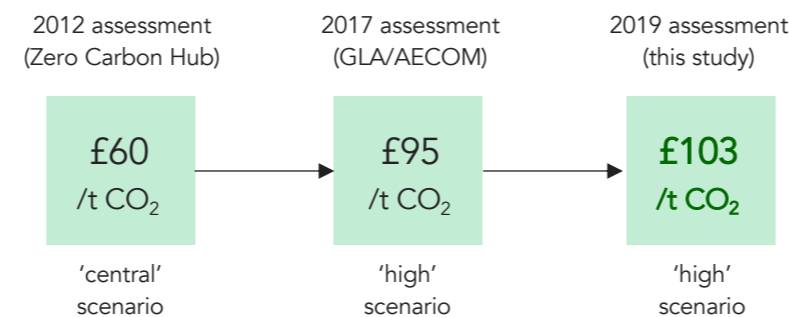 2012 assessment
(Zero Carbon Hub)
£60
/t CO₂
'central'
scenario
2017 assessment
(GLA/AECOM)
£95
/t CO₂
'high'
scenario
2019 assessment
(this study)
£103
/t CO₂
'high'
scenario